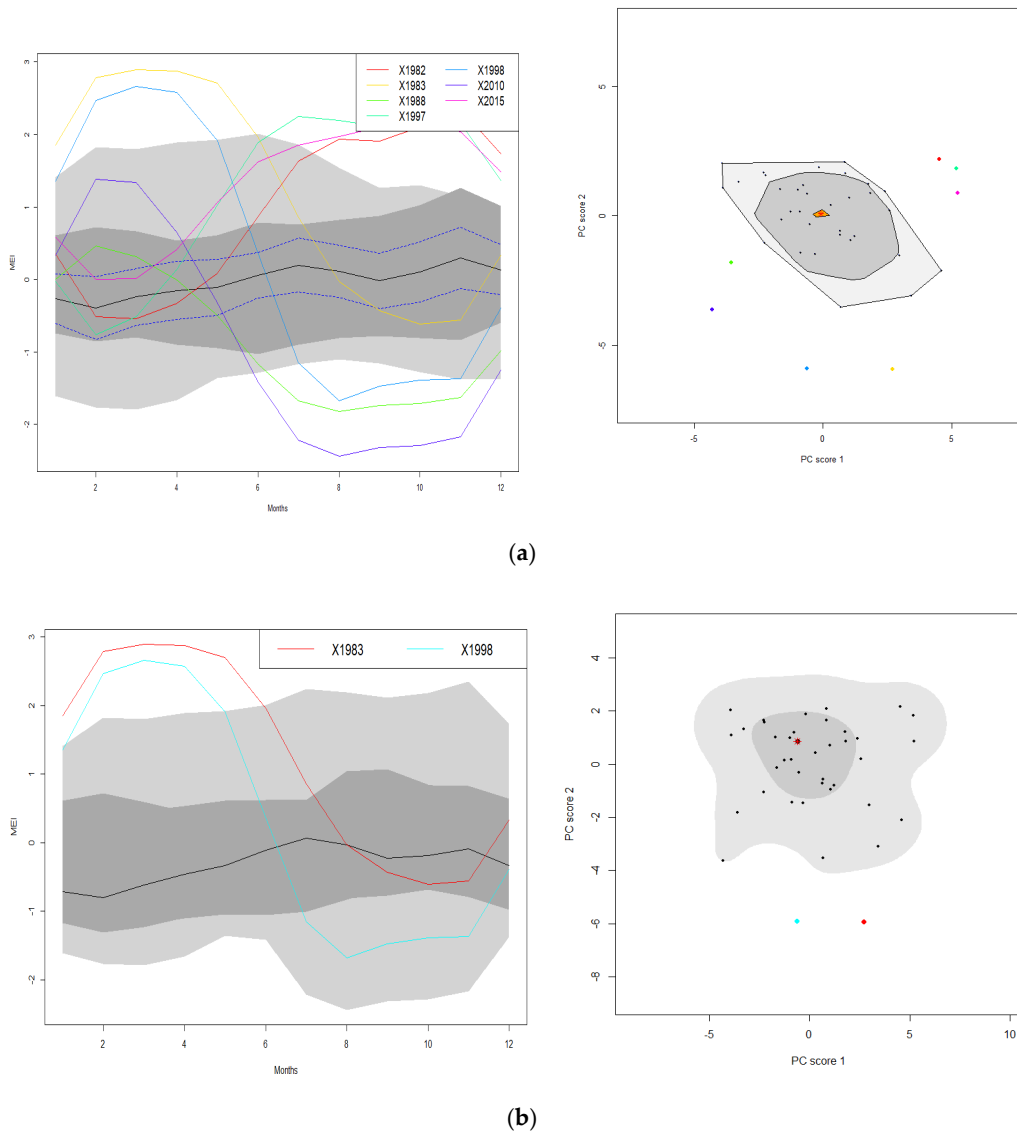 X1982
X1983
X1988
X1997
X1998
X2010
X2015
3
2
1
0
-1
-2
MEI
2 4 6 8 10 12
Months
5
0
-5
PC score 2
-5 0 5
PC score 1
(a)
X1983 X1998
3
2
1
0
-1
-2
MEI
2 4 6 8 10 12
Months
4
2
0
-2
-4
-6
-8
PC score 2
-5 0 5 10
PC score 1
(b)